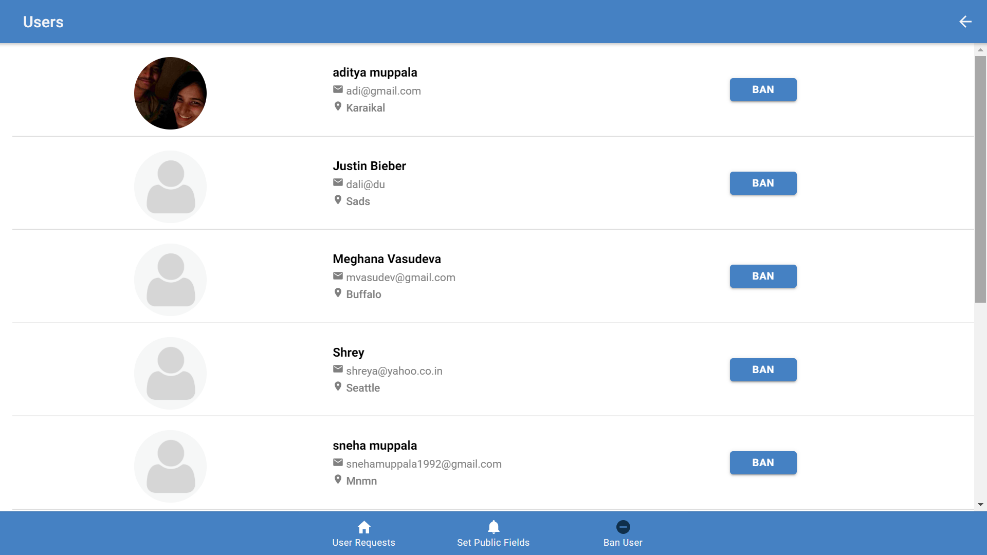 Users
aditya muppala
adi@gmail.com
Karaikal
BAN
Justin Bieber
dali@du
Sads
BAN
Meghana Vasudeva
mvasudev@gmail.com
Buffalo
BAN
Shrey
shreya@yahoo.co.in
Seattle
BAN
sneha muppala
snehamuppala1992@gmail.com
Mnmn
BAN
User Requests
Set Public Fields
Ban User